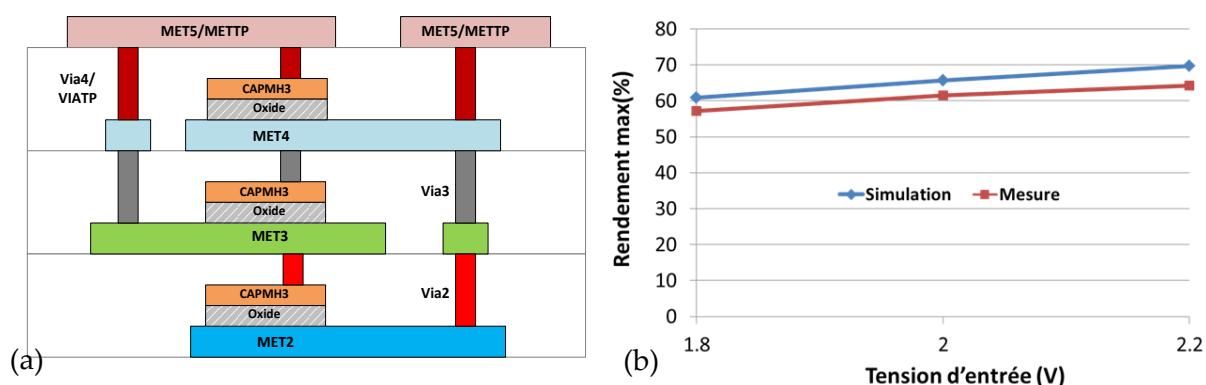 MET5/METTP
MET5/METTP
Via4/
VIATP
CAPMH3
Oxide
MET4
CAPMH3
Via3
Oxide
MET3
CAPMH3
Via2
Oxide
MET2
(a)
Rendement max(%)
80
70
60
50
40
30
20
10
0
Simulation
Mesure
1.8
2
2.2
Tension d'entrée (V)
(b)